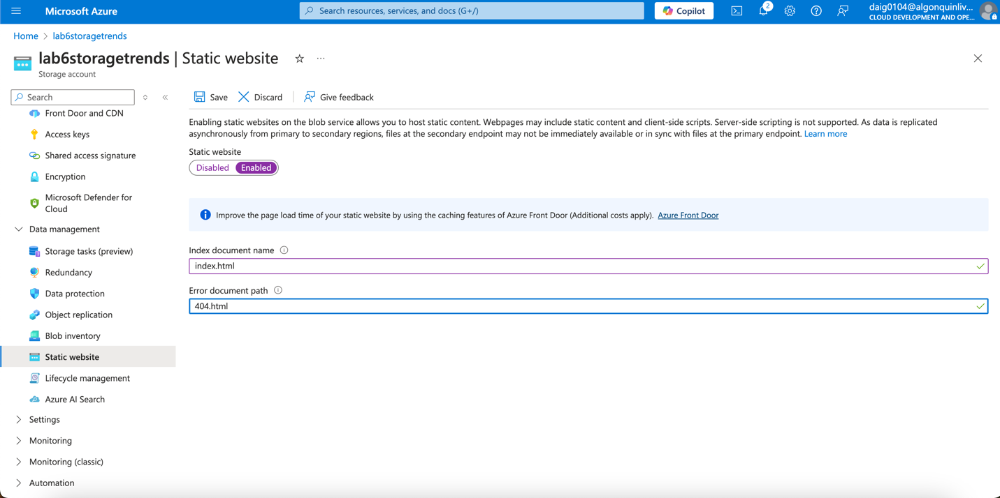 Microsoft Azure
Search resources, services, and docs (G+/)
Copilot
2
daig0104@algonquinliv...
CLOUD DEVELOPMENT AND OPE...
Home > lab6storagetrends
lab6storagetrends | Static website
Storage account
Search
Save
Discard
Give feedback
Front Door and CDN
Access keys
Shared access signature
Encryption
Microsoft Defender for
Cloud
Data management
Storage tasks (preview)
Redundancy
Data protection
Object replication
Blob inventory
Static website
Lifecycle management
Azure AI Search
Settings
Monitoring
Monitoring (classic)
Automation
Enabling static websites on the blob service allows you to host static content. Webpages may include static content and client-side scripts. Server-side scripting is not supported. As data is replicated
asynchronously from primary to secondary regions, files at the secondary endpoint may not be immediately available or in sync with files at the primary endpoint. Learn more
Static website
Disabled Enabled
Improve the page load time of your static website by using the caching features of Azure Front Door (Additional costs apply). Azure Front Door
Index document name
index.html
Error document path
404.html